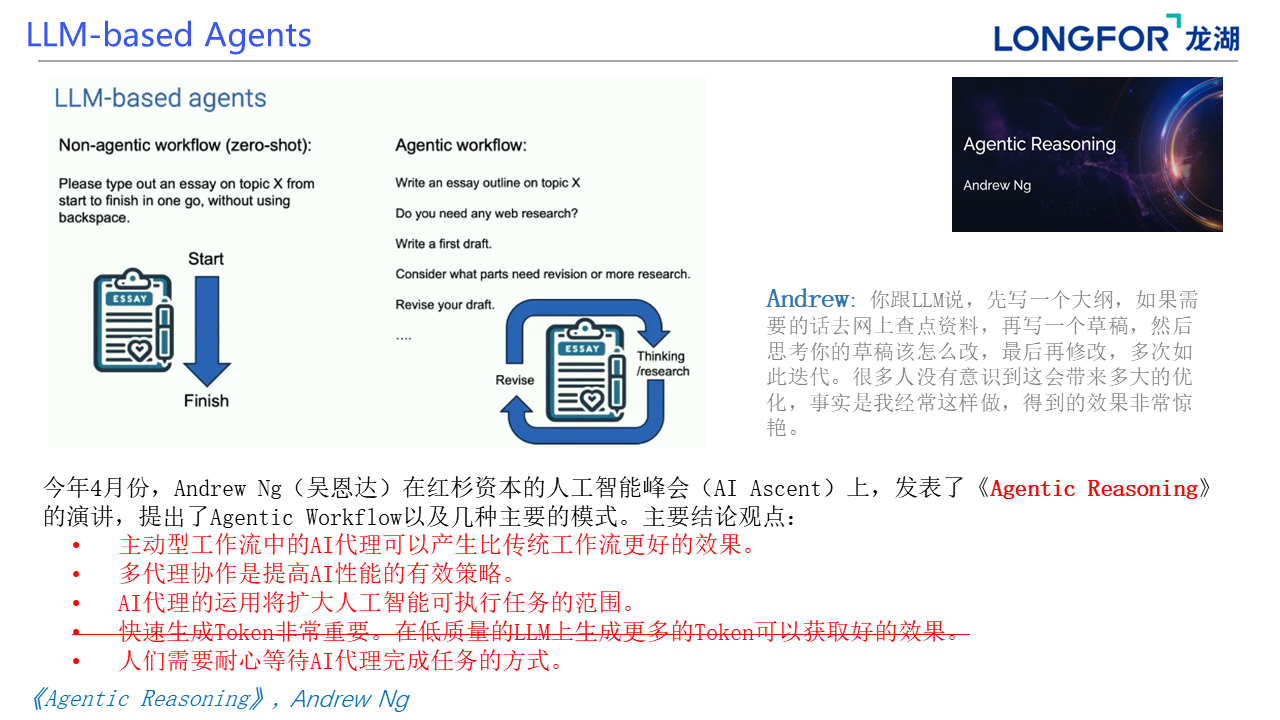 LLM-based Agents
LONGFOR 龙湖
LLM-based agents
Non-agentic workflow (zero-shot):
Please type out an essay on topic X from
start to finish in one go, without using
backspace.
Start
ESSAY
Finish
Agentic workflow:
Write an essay outline on topic X
Do you need any web research?
Write a first draft.
Consider what parts need revision or more research.
Revise your draft.
....
ESSAY
Thinking
/research
Revise
Agentic Reasoning
Andrew Ng
Andrew: 你跟LLM说，先写一个大纲，如果需
要的话去网上查点资料，再写一个草稿，然后
思考你的草稿该怎么改，最后再修改，多次如
此迭代。很多人没有意识到这会带来多大的优
化，事实是我经常这样做，得到的效果非常惊
艳。
今年4月份，Andrew Ng（吴恩达）在红杉资本的人工智能峰会（AI Ascent）上，发表了《Agentic Reasoning》
的演讲，提出了Agentic Workflow以及几种主要的模式。主要结论观点：
• 主动型工作流中的AI代理可以产生比传统工作流更好的效果。
• 多代理协作是提高AI性能的有效策略。
• AI代理的运用将扩大人工智能可执行任务的范围。
• 快速生成Token非常重要。在低质量的LLM上生成更多的Token可以获取好的效果。
• 人们需要耐心等待AI代理完成任务的方式。
《Agentic Reasoning》, Andrew Ng